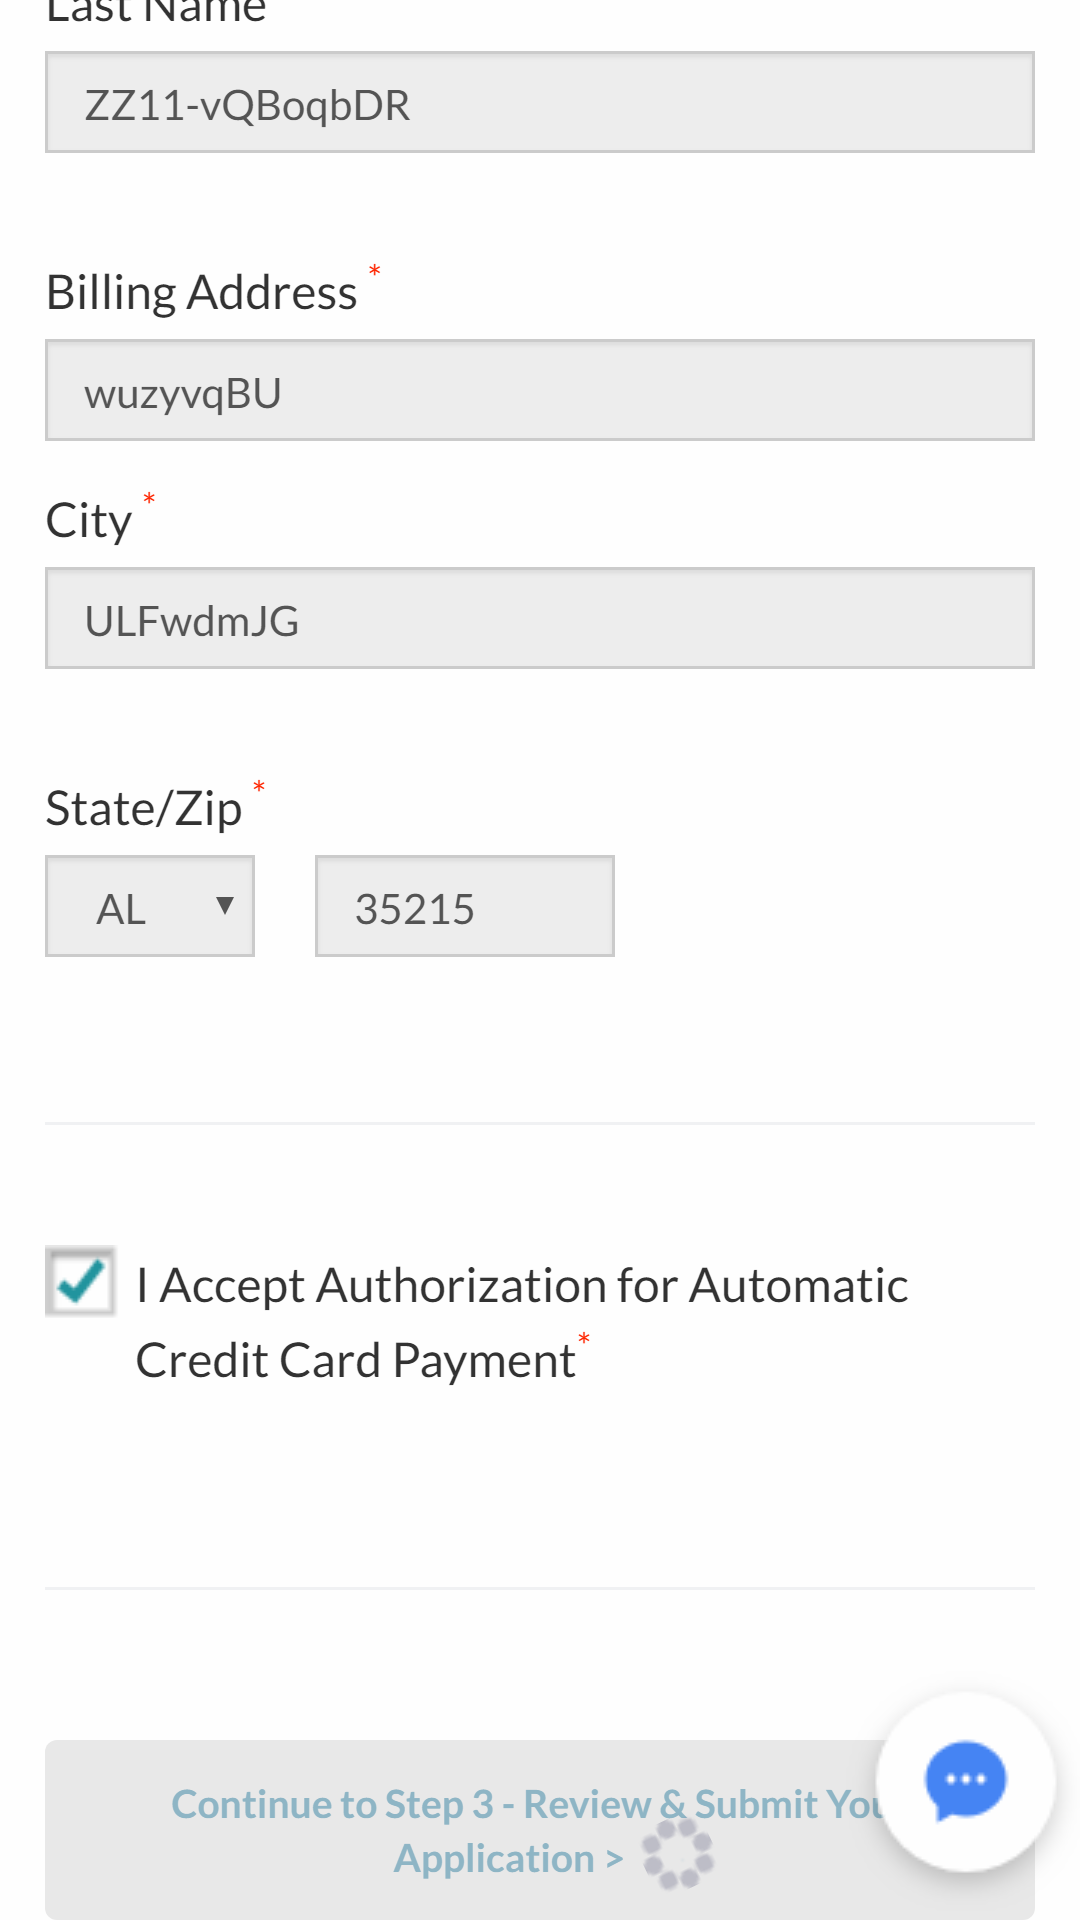 Last Name
ZZ11-vQBoqbDR
Billing Address *
wuzyvqBU
City *
ULFwdmJG
State/Zip *
AL ▼ 35215
I Accept Authorization for Automatic
Credit Card Payment*
Continue to Step 3 - Review & Submit You
Application >